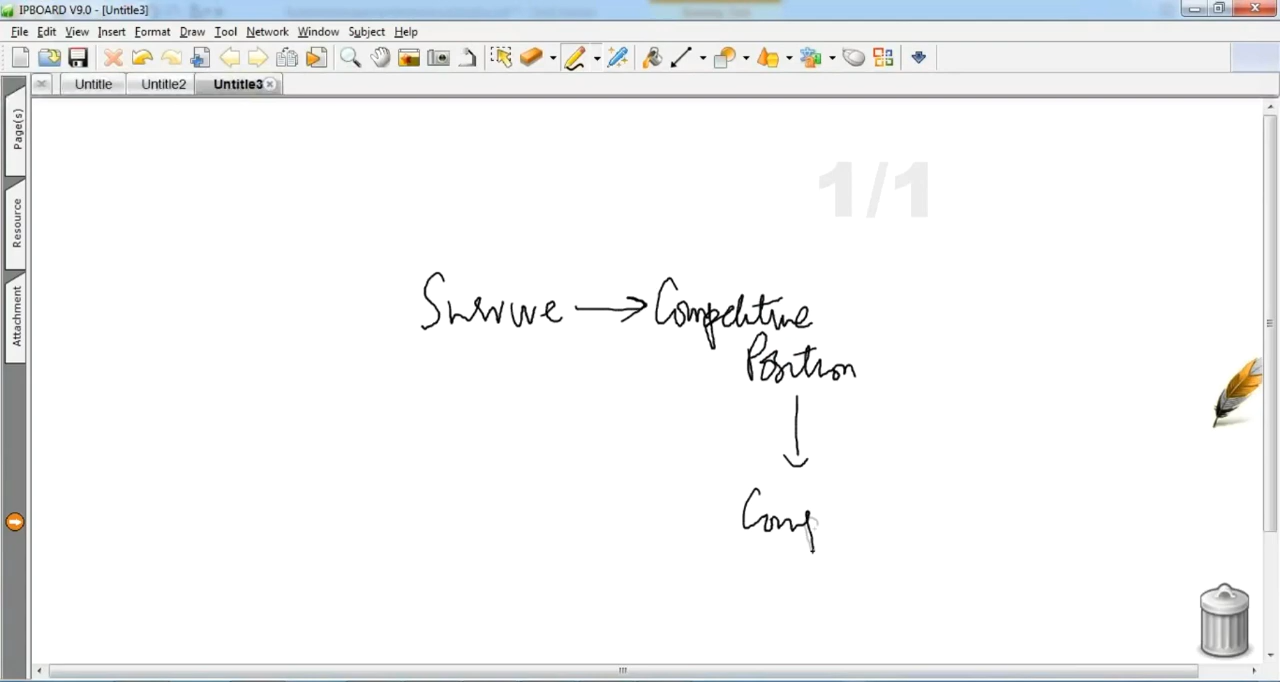 IPBOARD V9.0 - [Untitle3]
File Edit View Insert Format Draw Tool Network Window Subject Help
Untitle Untitle2 Untitle3
Page(s)
Resource
Attachment
1/1
Survive → Competitive
Position
↓
Comp